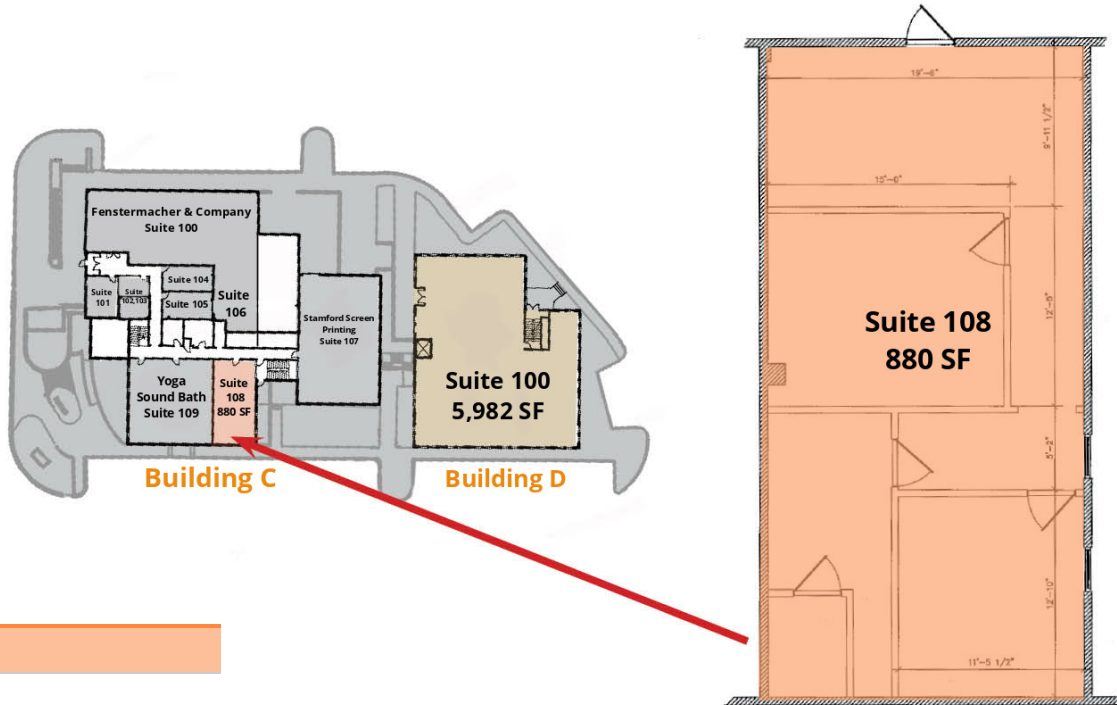 Fenstermacher & Company
Suite 100
Suite
101
Suite
102,103
Suite 104
Suite 105
Suite
106
Stamford Screen
Printing
Suite 107
Yoga
Sound Bath
Suite 109
Suite
108
880 SF
Building C
Suite 100
5,982 SF
Building D
19'-6"
9'-11 1/2"
15'-6"
Suite 108
880 SF
12'-5"
5'-2"
12'-10"
11'-5 1/2"